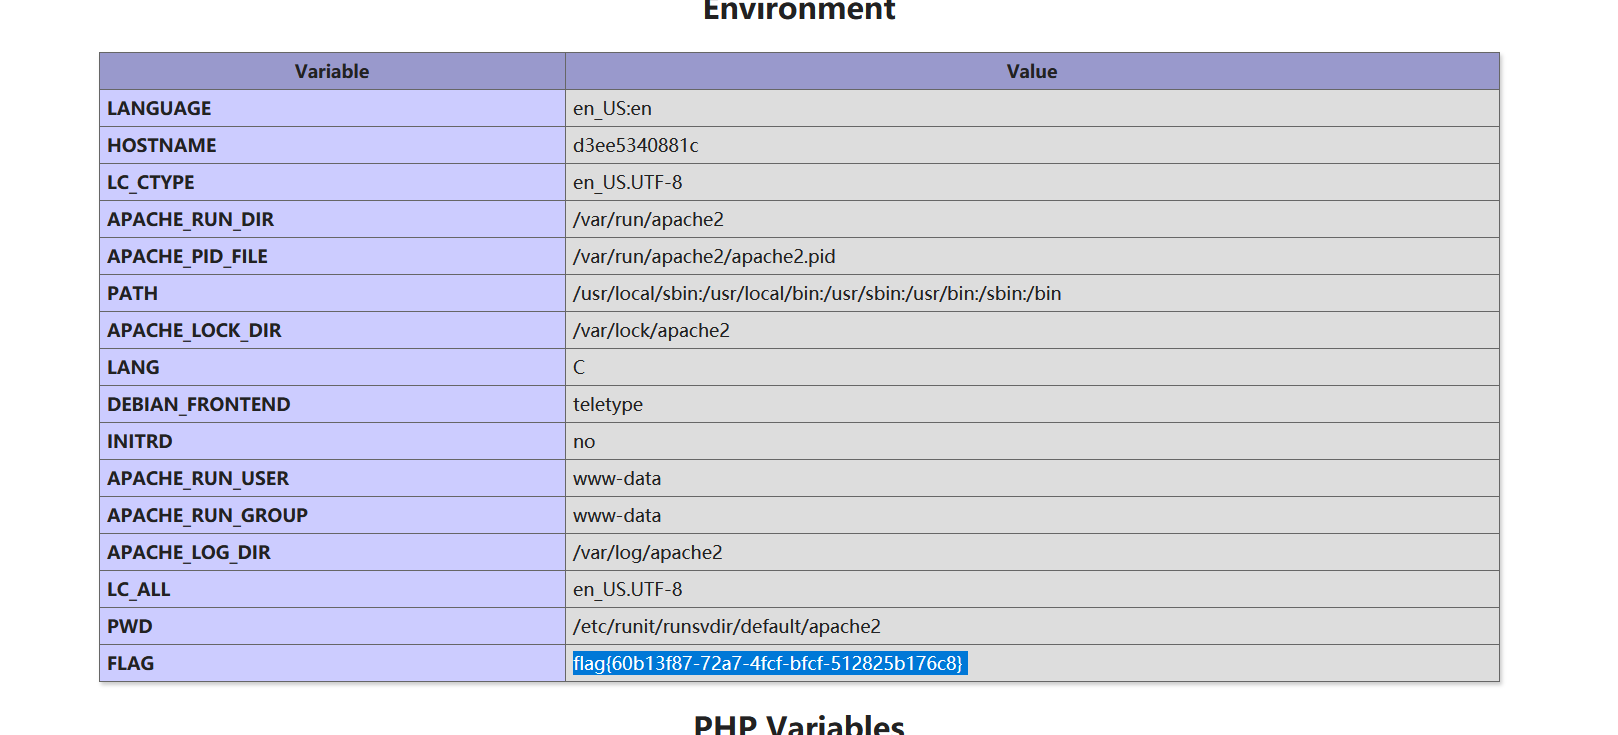 Environment
Variable Value
LANGUAGE en_US:en
HOSTNAME d3ee5340881c
LC_CTYPE en_US.UTF-8
APACHE_RUN_DIR /var/run/apache2
APACHE_PID_FILE /var/run/apache2/apache2.pid
PATH /usr/local/sbin:/usr/local/bin:/usr/sbin:/usr/bin:/sbin:/bin
APACHE_LOCK_DIR /var/lock/apache2
LANG C
DEBIAN_FRONTEND teletype
INITRD no
APACHE_RUN_USER www-data
APACHE_RUN_GROUP www-data
APACHE_LOG_DIR /var/log/apache2
LC_ALL en_US.UTF-8
PWD /etc/runit/runsvdir/default/apache2
FLAG flag{60b13f87-72a7-4fcf-bfcf-512825b176c8}
PHP Variables